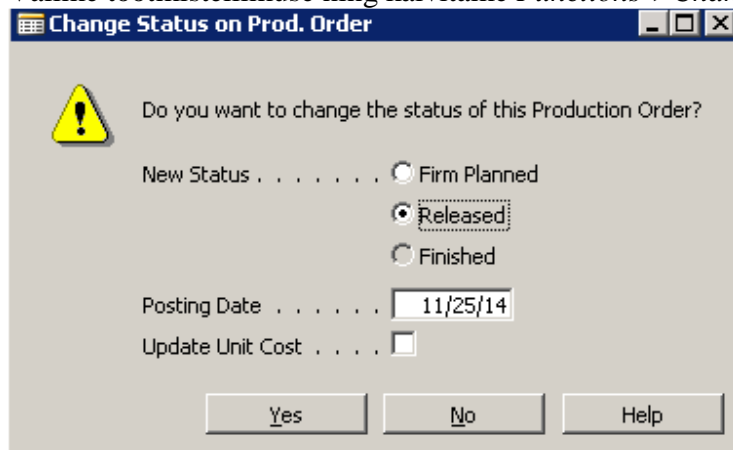 Change Status on Prod. Order
Do you want to change the status of this Production Order?
New Status . . . . . . . Firm Planned
Released
Finished
Posting Date . . . . . . 11/25/14
Update Unit Cost . . . .
Yes No Help